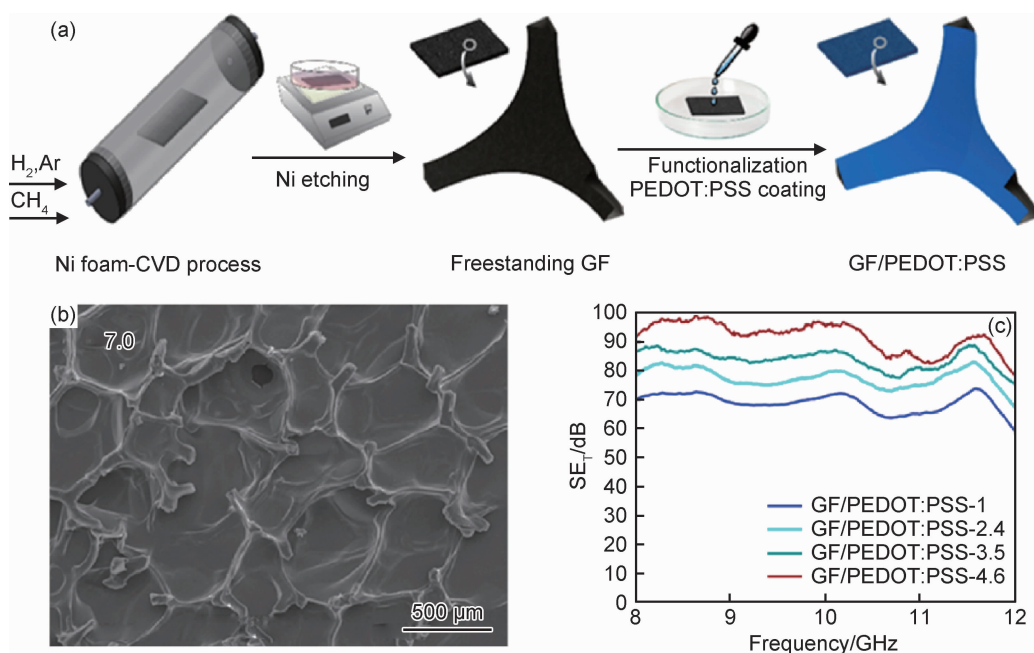 (a)
H₂,Ar
CH₄
Ni etching
Functionalization
PEDOT:PSS coating
Ni foam-CVD process
Freestanding GF
GF/PEDOT:PSS
(b)
7.0
500 μm
(c)
100
90
80
70
60
50
40
30
20
10
0
SE_T/dB
GF/PEDOT:PSS-1
GF/PEDOT:PSS-2.4
GF/PEDOT:PSS-3.5
GF/PEDOT:PSS-4.6
8 9 10 11 12
Frequency/GHz